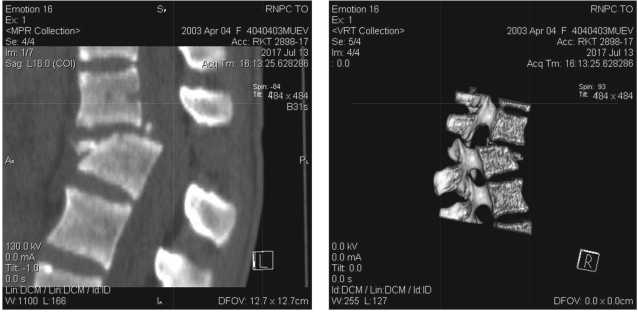 Emotion 16
Ex: 1
<MPR Collection>
Se: 4/4
Im: 1/7
Sag: L18.0 (COI)
S
RNPC TO
2003 Apr 04 F 4040403MUEV
Acc: RKT 2898-17
2017 Jul 13
Acq Tm: 16:13:25.628286
Spin: -84
Tilt: 4
484 x 484
B31s
A
P
130.0 kV
0.0 mA
Tilt: -1.0
0.0 s
Lin:DCM / Lin:DCM / Id:ID
W:1100 L:166
L
DFOV: 12.7 x 12.7cm
Emotion 16
Ex: 1
<VRT Collection>
Se: 5/4
Im: 4/4
: 0.0
RNPC TO
2003 Apr 04 F 4040403MUEV
Acc: RKT 2898-17
2017 Jul 13
Acq Tm: 16:13:25.628286
Spin: 93
484 x 484
0.0 kV
0.0 mA
Tilt: 0.0
0.0 s
Id:DCM / Lin:DCM / Id:ID
W:255 L:127
R
DFOV: 0.0 x 0.0cm